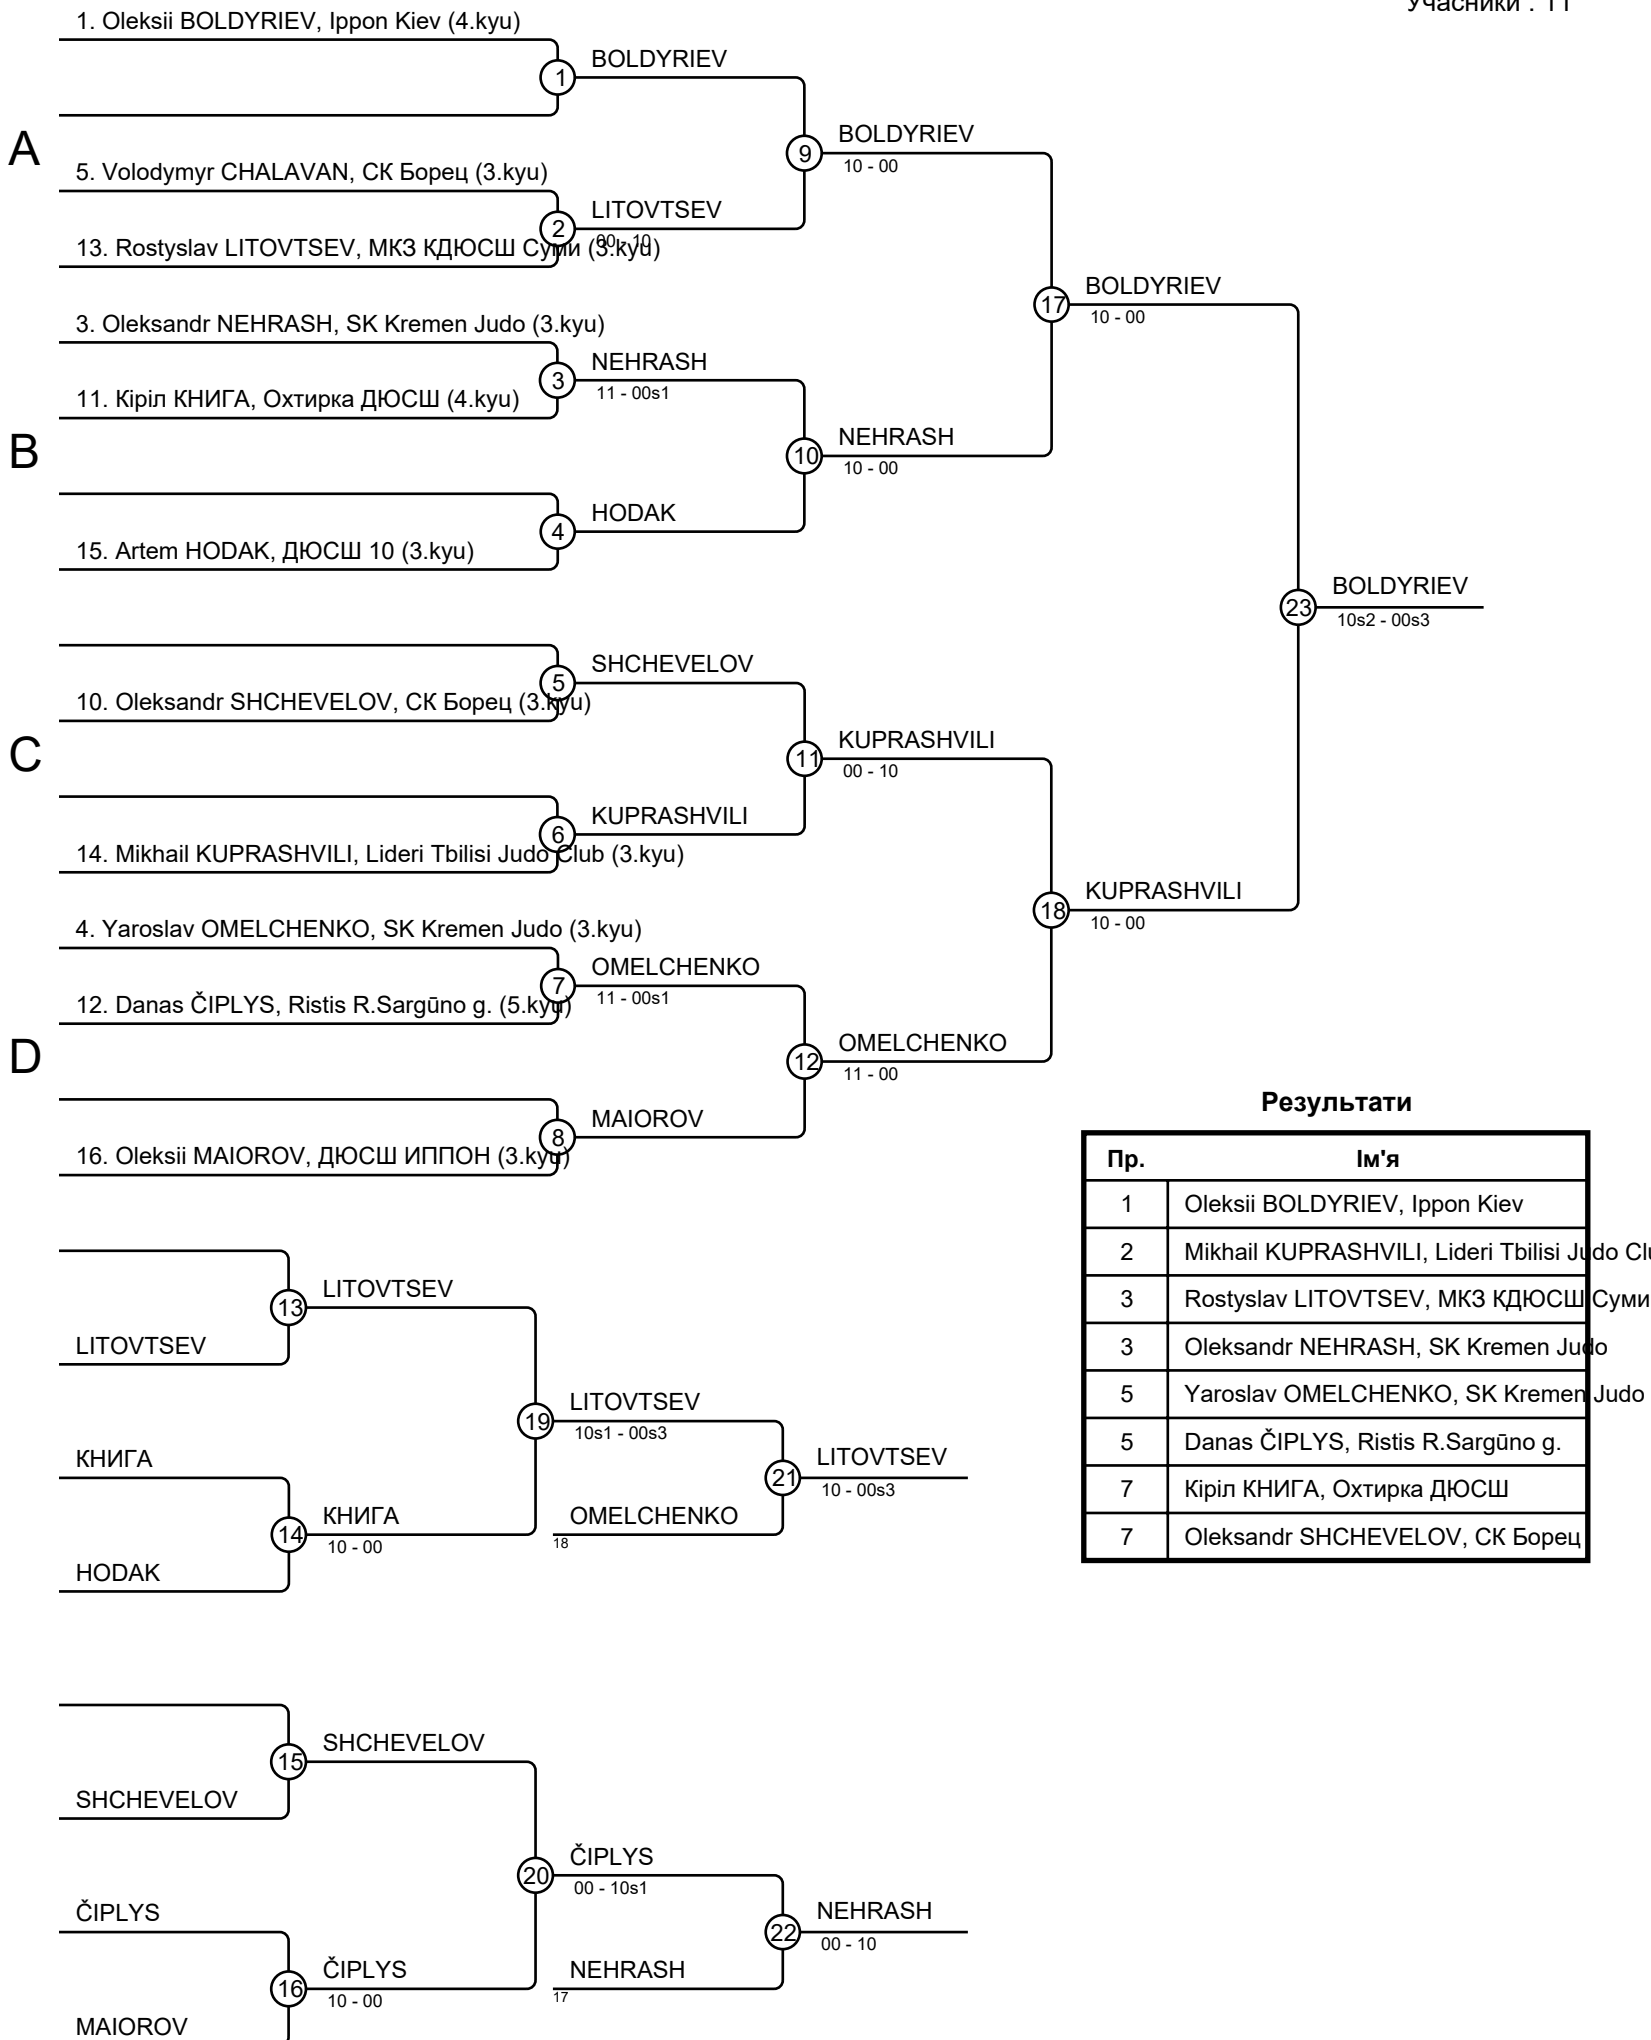 Учасники : 11
1. Oleksii BOLDYRIEV, Ippon Kiev (4.kyu)
BOLDYRIEV
1
A
BOLDYRIEV
9
10 - 00
5. Volodymyr CHALAVAN, СК Борец (3.kyu)
LITOVTSEV
2
00 - 10
13. Rostyslav LITOVTSEV, МКЗ КДЮСШ Суми (3.kyu)
BOLDYRIEV
17
10 - 00
3. Oleksandr NEHRASH, SK Kremen Judo (3.kyu)
NEHRASH
3
11 - 00s1
11. Кіріл КНИГА, Охтирка ДЮСШ (4.kyu)
B
NEHRASH
10
10 - 00
HODAK
4
15. Artem HODAK, ДЮСШ 10 (3.kyu)
BOLDYRIEV
23
10s2 - 00s3
SHCHEVELOV
5
10. Oleksandr SHCHEVELOV, СК Борец (3.kyu)
C
KUPRASHVILI
11
00 - 10
KUPRASHVILI
6
14. Mikhail KUPRASHVILI, Lideri Tbilisi Judo Club (3.kyu)
KUPRASHVILI
18
10 - 00
4. Yaroslav OMELCHENKO, SK Kremen Judo (3.kyu)
OMELCHENKO
7
11 - 00s1
12. Danas ČIPLYS, Ristis R.Sargūno g. (5.kyu)
D
OMELCHENKO
12
11 - 00
MAIOROV
8
16. Oleksii MAIOROV, ДЮСШ ИППОН (3.kyu)
Результати
Пр. Ім'я
1 Oleksii BOLDYRIEV, Ippon Kiev
2 Mikhail KUPRASHVILI, Lideri Tbilisi Judo
3 Rostyslav LITOVTSEV, МКЗ КДЮСШ Суми
3 Oleksandr NEHRASH, SK Kremen Judo
5 Yaroslav OMELCHENKO, SK Kremen Judo
5 Danas ČIPLYS, Ristis R.Sargūno g.
7 Кіріл КНИГА, Охтирка ДЮСШ
7 Oleksandr SHCHEVELOV, СК Борец
LITOVTSEV
13
LITOVTSEV
LITOVTSEV
19
10s1 - 00s3
КНИГА
LITOVTSEV
21
10 - 00s3
КНИГА
14
10 - 00
OMELCHENKO
18
HODAK
SHCHEVELOV
15
SHCHEVELOV
ČIPLYS
20
00 - 10s1
ČIPLYS
NEHRASH
22
00 - 10
ČIPLYS
16
10 - 00
NEHRASH
17
MAIOROV